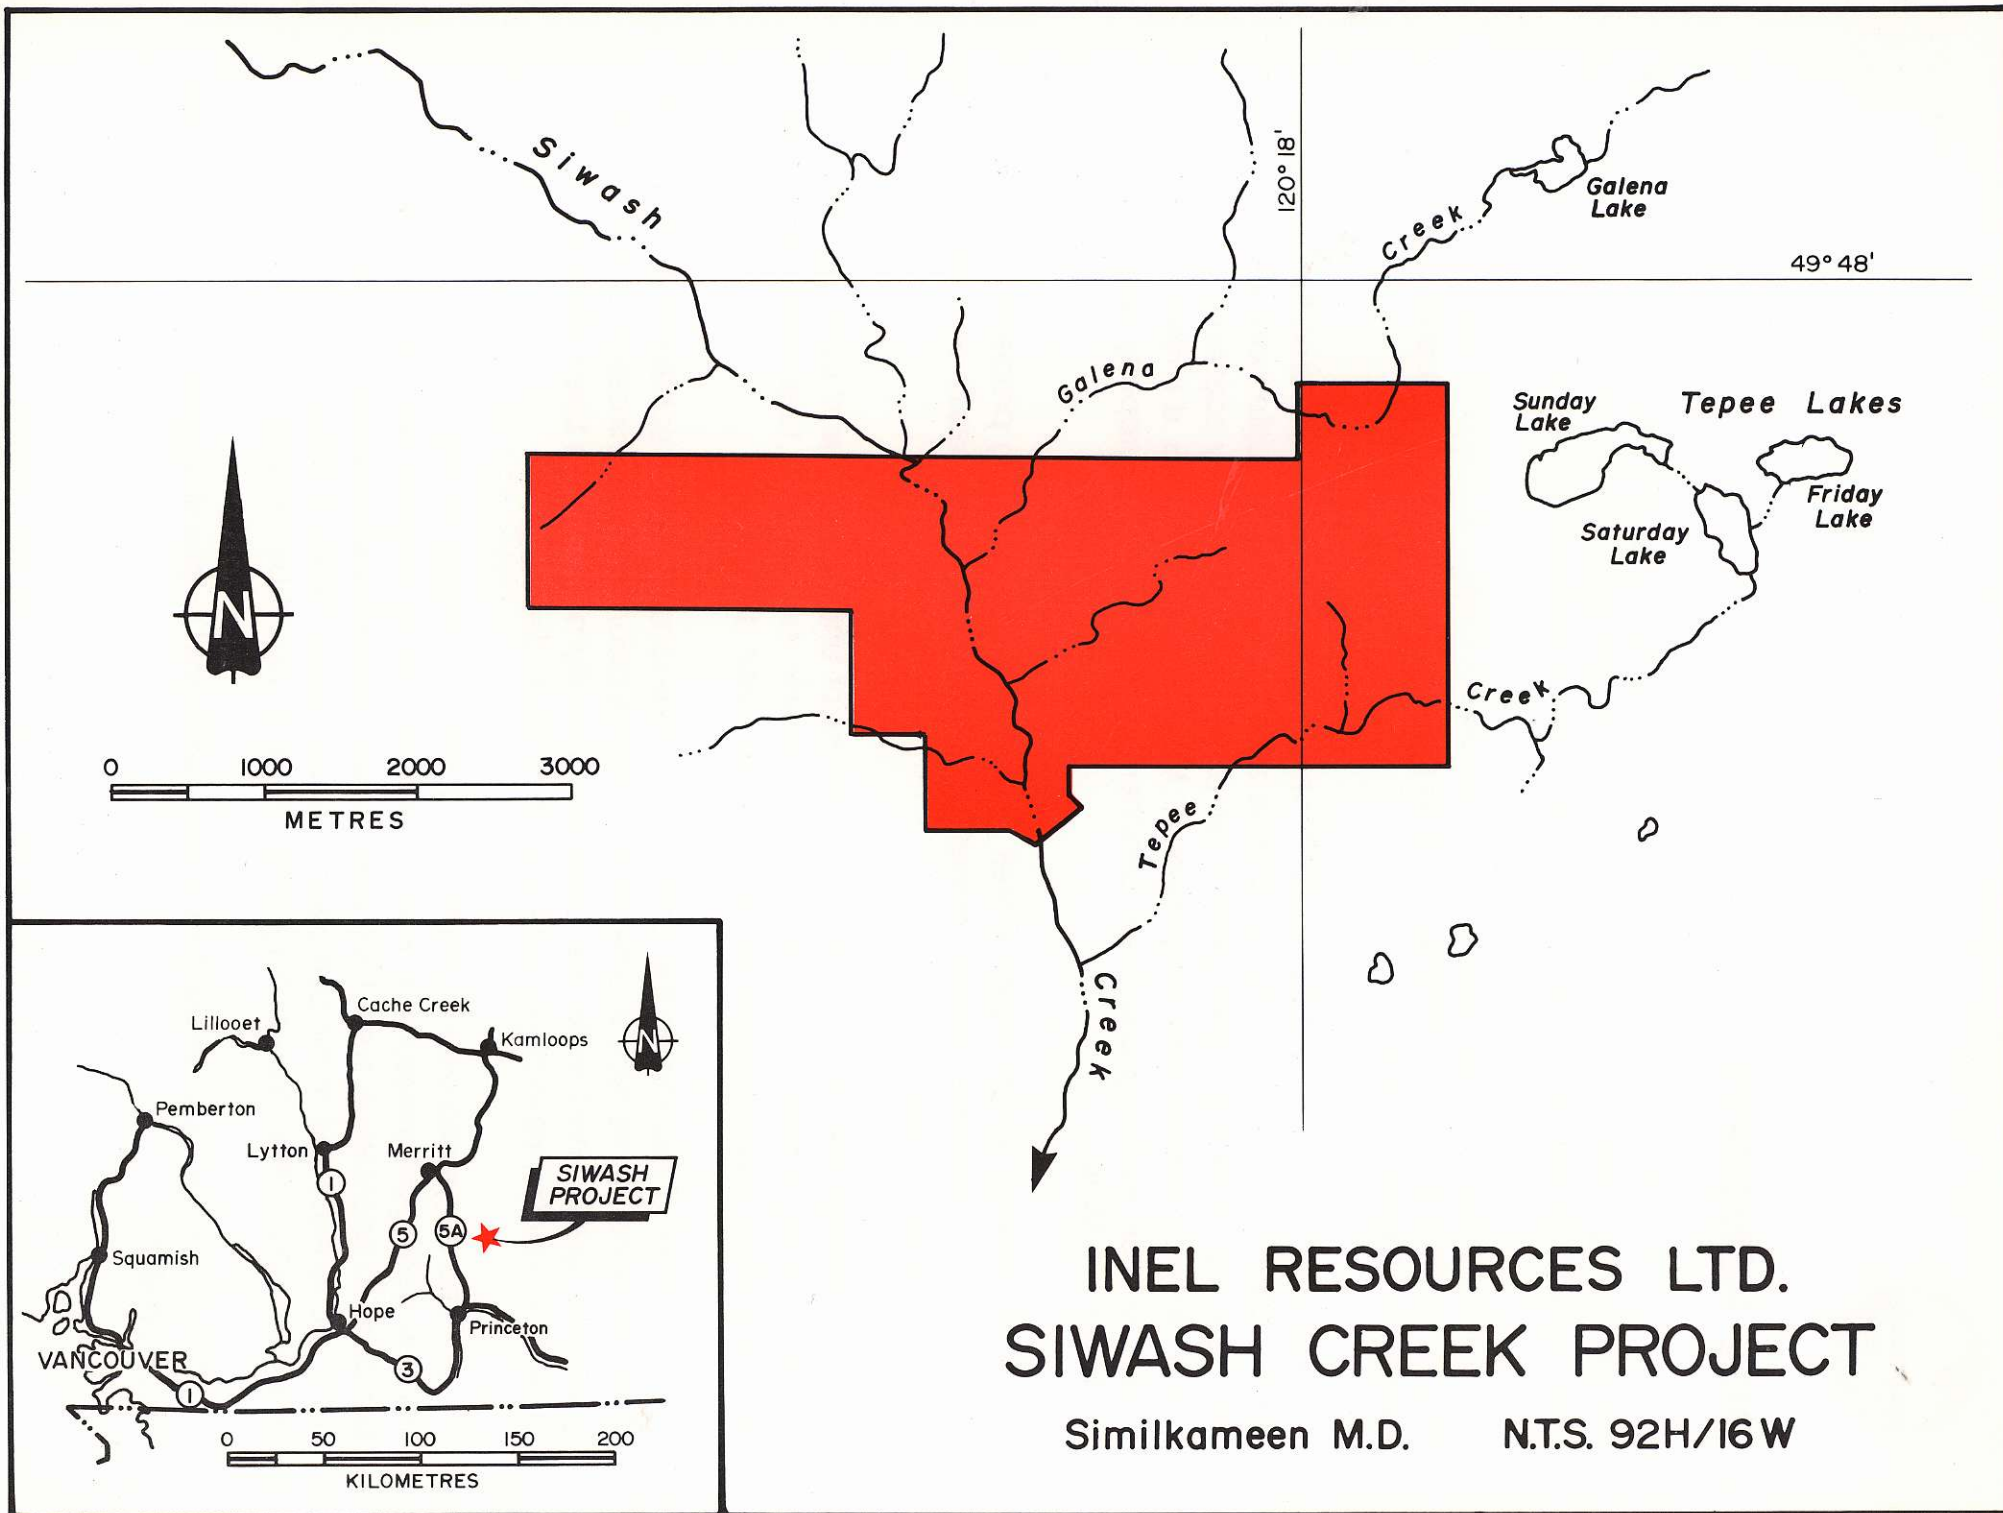 Siwash
120° 18'
Creek
Galena
Lake
49° 48'
Galena
Sunday
Lake
Tepee Lakes
Friday
Lake
Saturday
Lake
N
Creek
0 1000 2000 3000
METRES
Tepee
Creek
Cache Creek
Lillooet
Kamloops
N
Pemberton
Lytton
Merritt
1
SIWASH
PROJECT
5
5A
Squamish
Hope
Princeton
VANCOUVER
3
1
0 50 100 150 200
KILOMETRES
INEL RESOURCES LTD.
SIWASH CREEK PROJECT
Similkameen M.D. N.T.S. 92H/16W